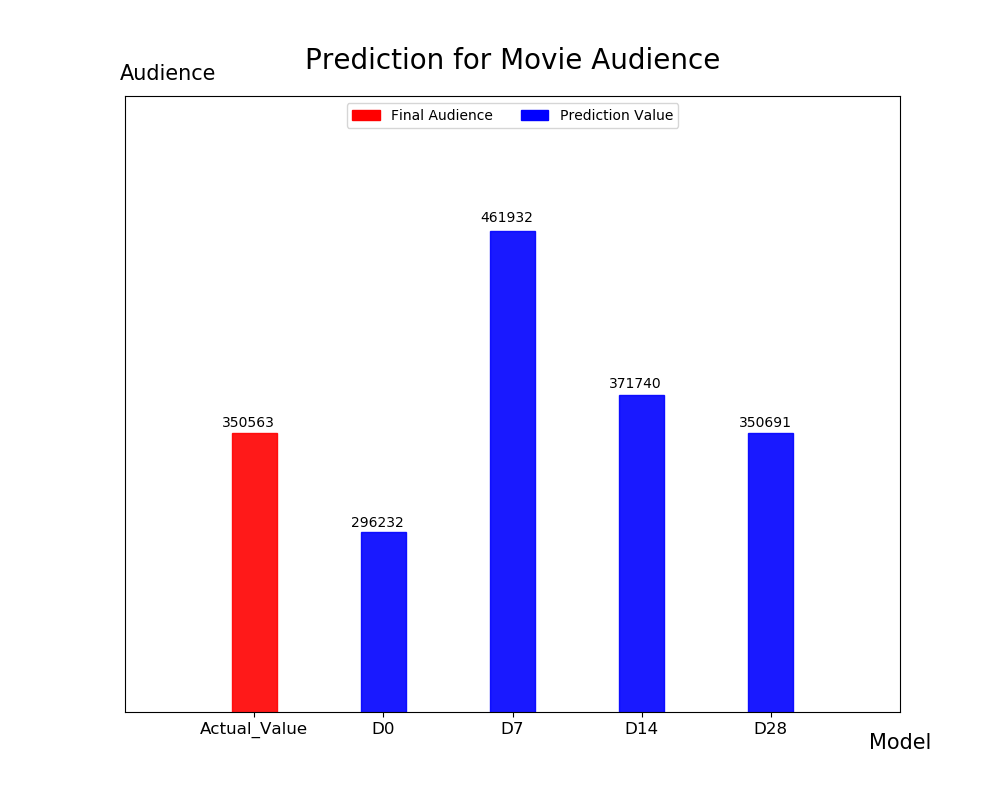 Prediction for Movie Audience
Audience
Final Audience
Prediction Value
461932
371740
350563
350691
296232
Actual_Value
D0
D7
D14
D28
Model